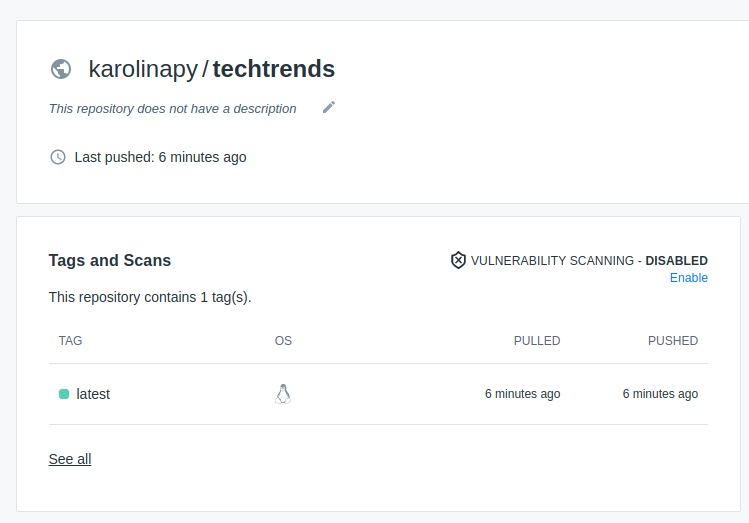 karolinapy/techtrends
This repository does not have a description
Last pushed: 6 minutes ago
Tags and Scans
VULNERABILITY SCANNING - DISABLED
Enable
This repository contains 1 tag(s).
TAG OS PULLED PUSHED
latest 6 minutes ago 6 minutes ago
See all